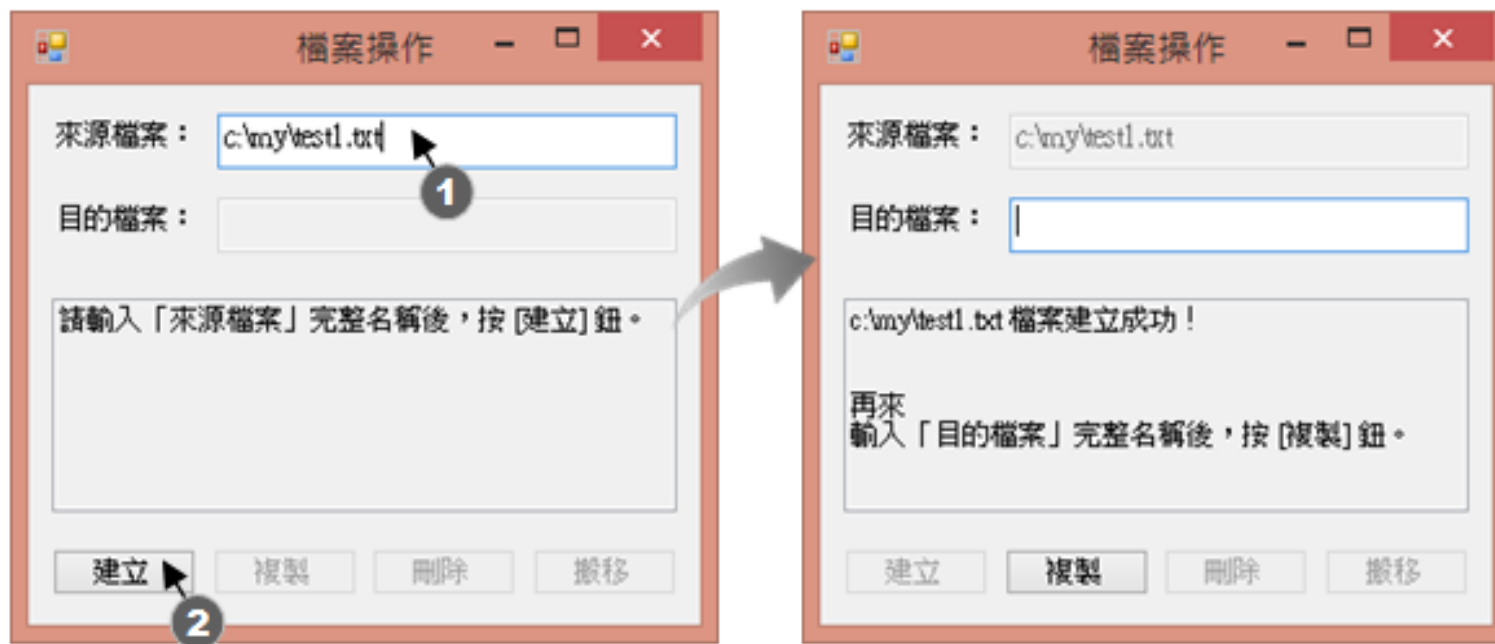 檔案操作
來源檔案：
c:\my\test1.txt
1
目的檔案：
請輸入「來源檔案」完整名稱後，按 [建立] 鈕。
建立
複製
刪除
搬移
2
檔案操作
來源檔案：
c:\my\test1.txt
目的檔案：
c:\my\test1.txt 檔案建立成功！
再來
輸入「目的檔案」完整名稱後，按 [複製] 鈕。
建立
複製
刪除
搬移